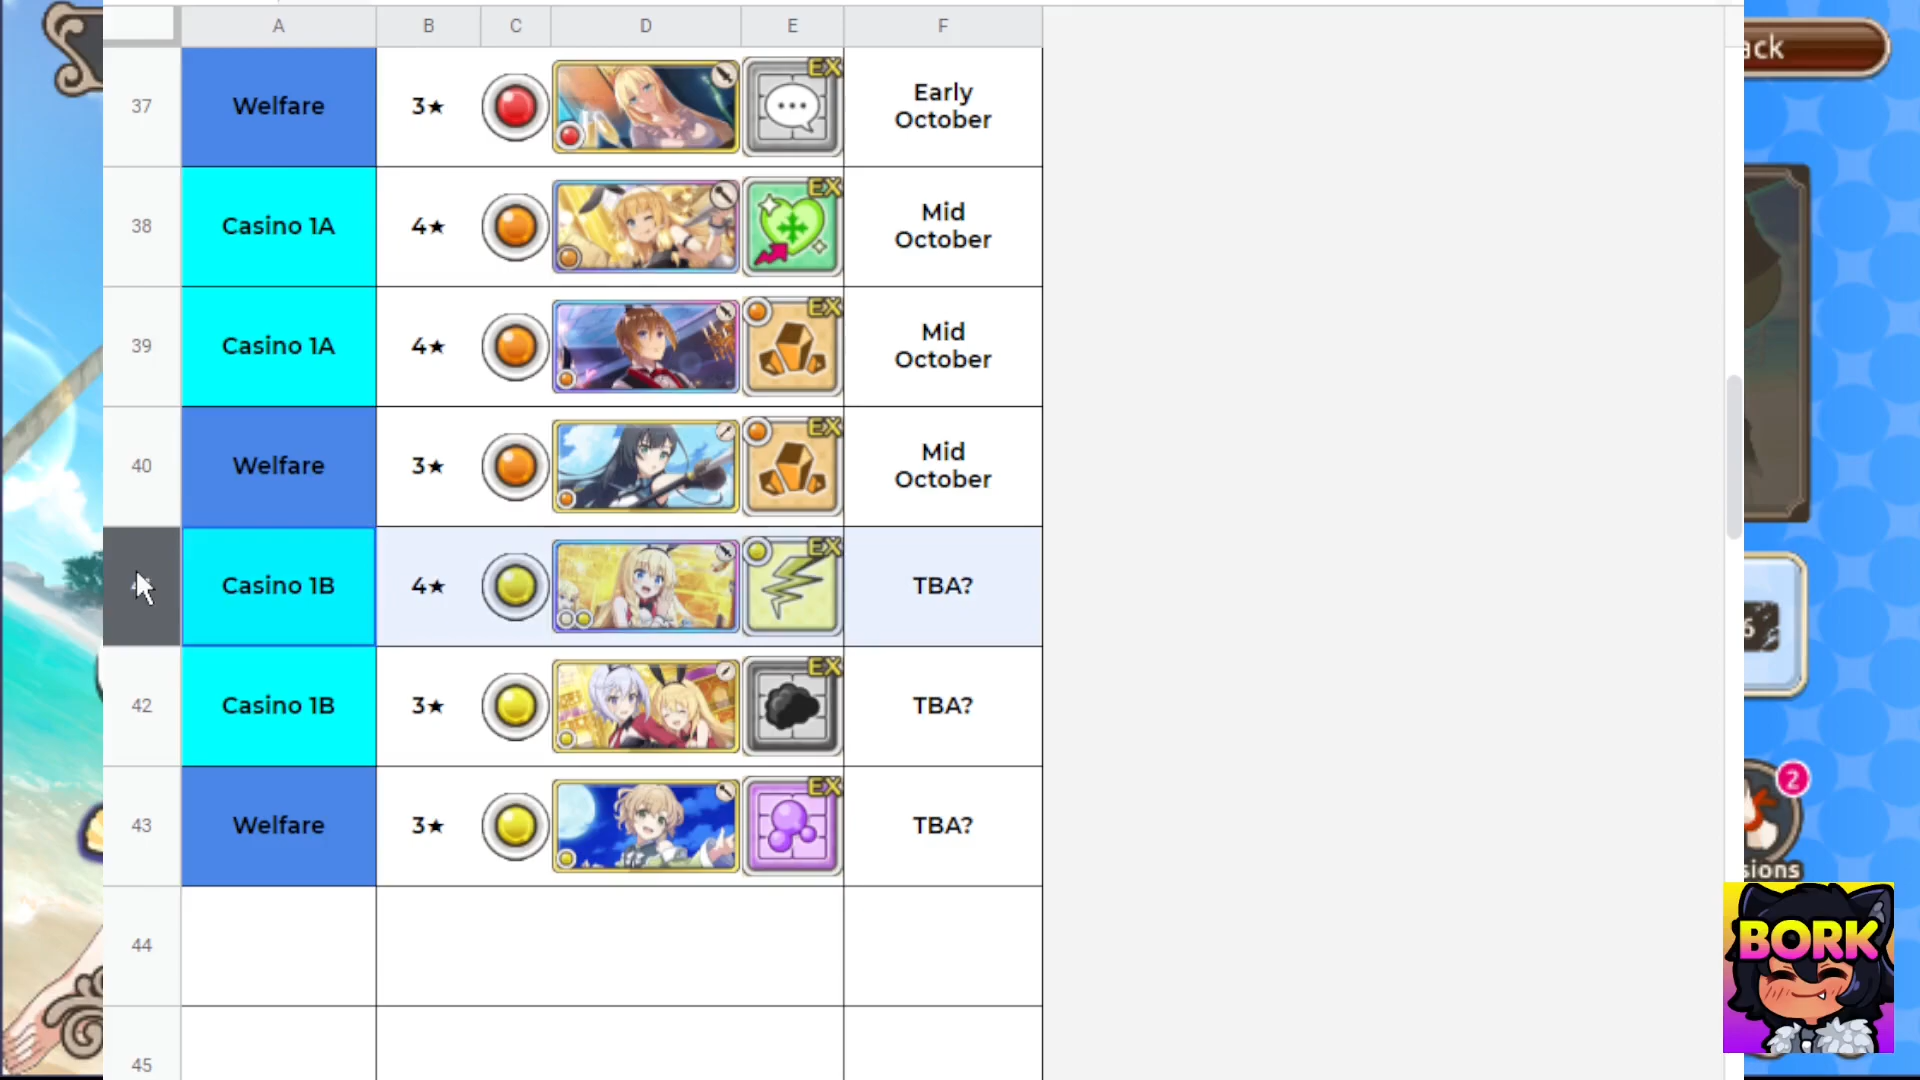 A B C D E F
ack
37 Welfare 3★ EX Early
October
38 Casino 1A 4★ EX Mid
October
39 Casino 1A 4★ EX Mid
October
40 Welfare 3★ EX Mid
October
Casino 1B 4★ EX TBA?
42 Casino 1B 3★ EX TBA?
43 Welfare 3★ EX TBA?
2
sions
44
BORK
45